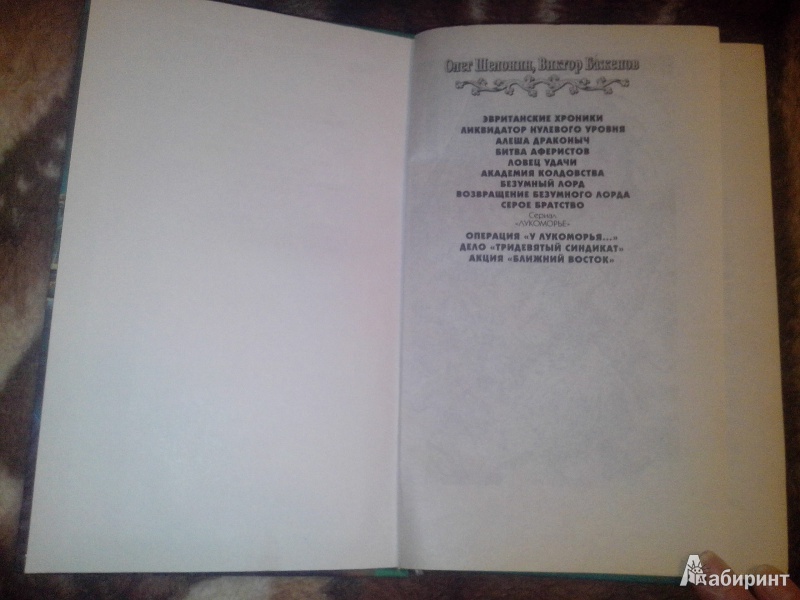 Олег Шелонин, Виктор Баженов
ЭВРИТАНСКИЕ ХРОНИКИ
ЛИКВИДАТОР НУЛЕВОГО УРОВНЯ
АЛЕША ДРАКОНЫЧ
БИТВА АФЕРИСТОВ
ЛОВЕЦ УДАЧИ
АКАДЕМИЯ КОЛДОВСТВА
БЕЗУМНЫЙ ЛОРД
ВОЗВРАЩЕНИЕ БЕЗУМНОГО ЛОРДА
СЕРОЕ БРАТСТВО
Сериал
«ЛУКОМОРЬЕ»
ОПЕРАЦИЯ «У ЛУКОМОРЬЯ...»
ДЕЛО «ТРИДЕВЯТЫЙ СИНДИКАТ»
АКЦИЯ «БЛИЖНИЙ ВОСТОК»
Лабиринт